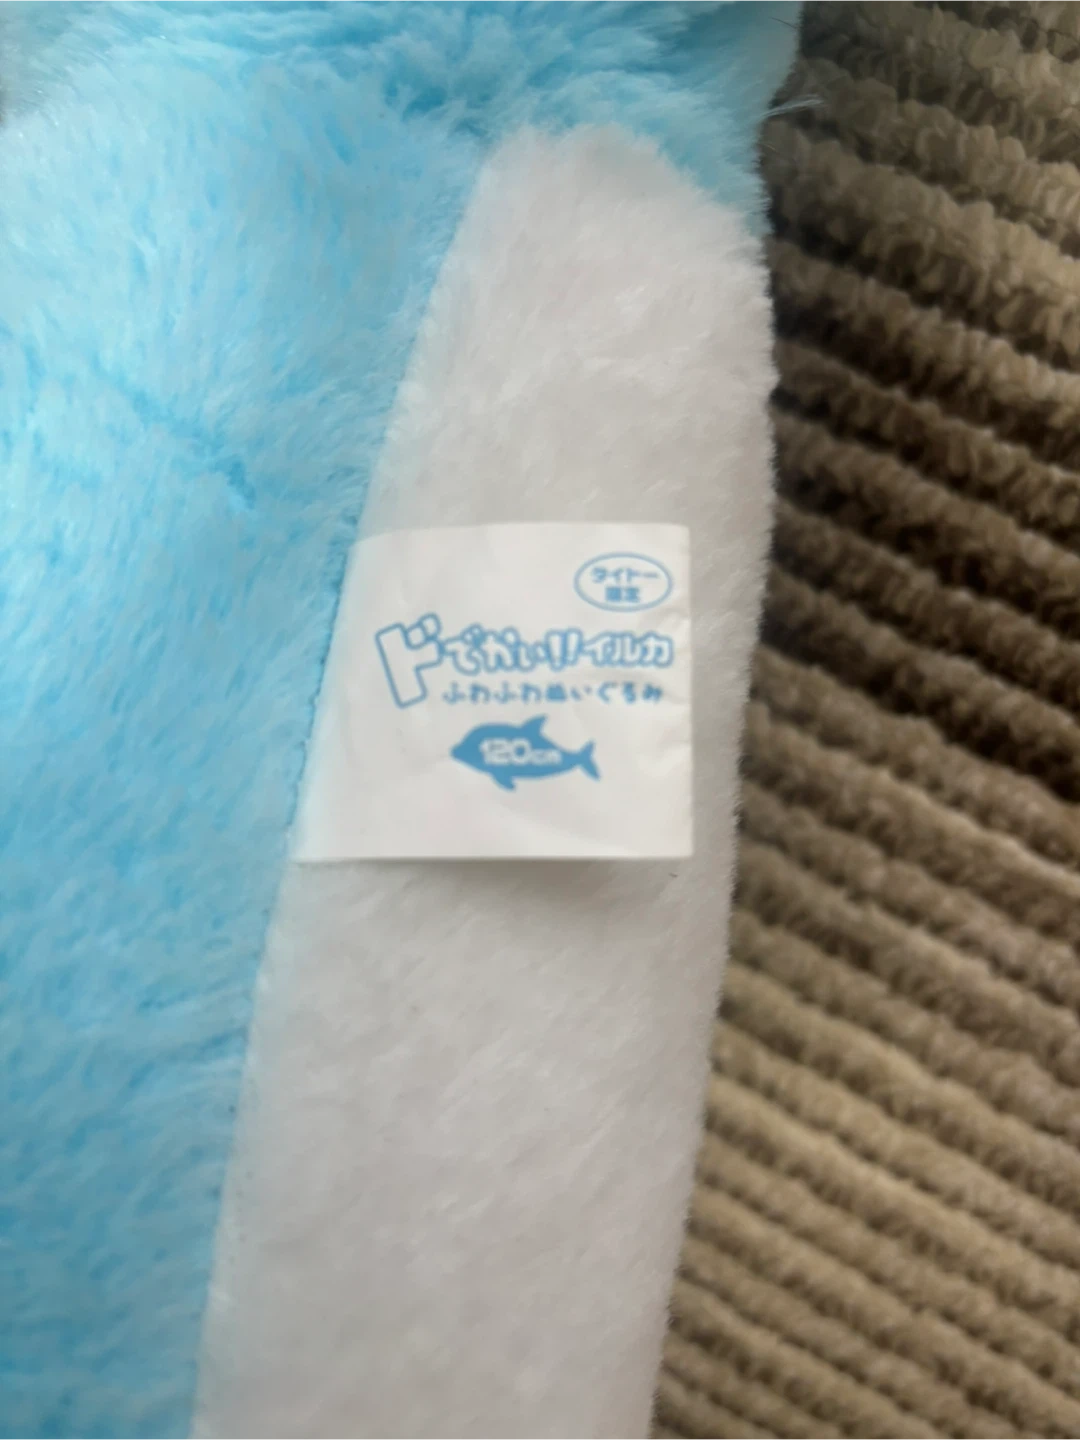 タイトー
限定
ドでかい!!イルカ
ふわふわぬいぐるみ
120cm